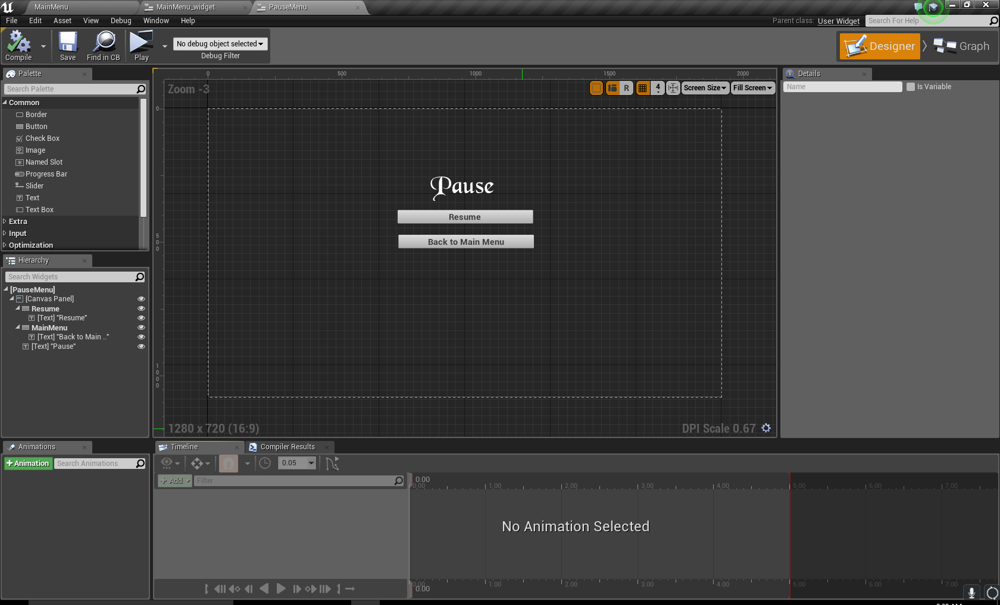 MainMenu
MainMenu_widget
PauseMenu
File Edit Asset View Debug Window Help
Parent class: User Widget
Search For Help
Compile
Save
Find in CB
Play
No debug object selected
Debug Filter
Designer
Graph
Palette
Search Palette
Common
Border
Button
Check Box
Image
Named Slot
Progress Bar
Slider
Text
Text Box
Extra
Input
Optimization
Hierarchy
Search Widgets
[PauseMenu]
[Canvas Panel]
Resume
[Text] "Resume"
MainMenu
[Text] "Back to Main .."
[Text] "Pause"
0 500 1000 1500 2000
Zoom -3
R
4
Screen Size
Fill Screen
0
500
1000
Pause
Resume
Back to Main Menu
1280 x 720 (16:9)
DPI Scale 0.67
Details
Name
Is Variable
Animations
+Animation
Search Animations
Timeline
Compiler Results
0.05
+ Add
Filter
0.00
0.00 1.00 2.00 3.00 4.00 5.00 6.00 7.00
No Animation Selected
0.00 1.00 2.00 3.00 4.00 5.00 6.00 7.00
0.00